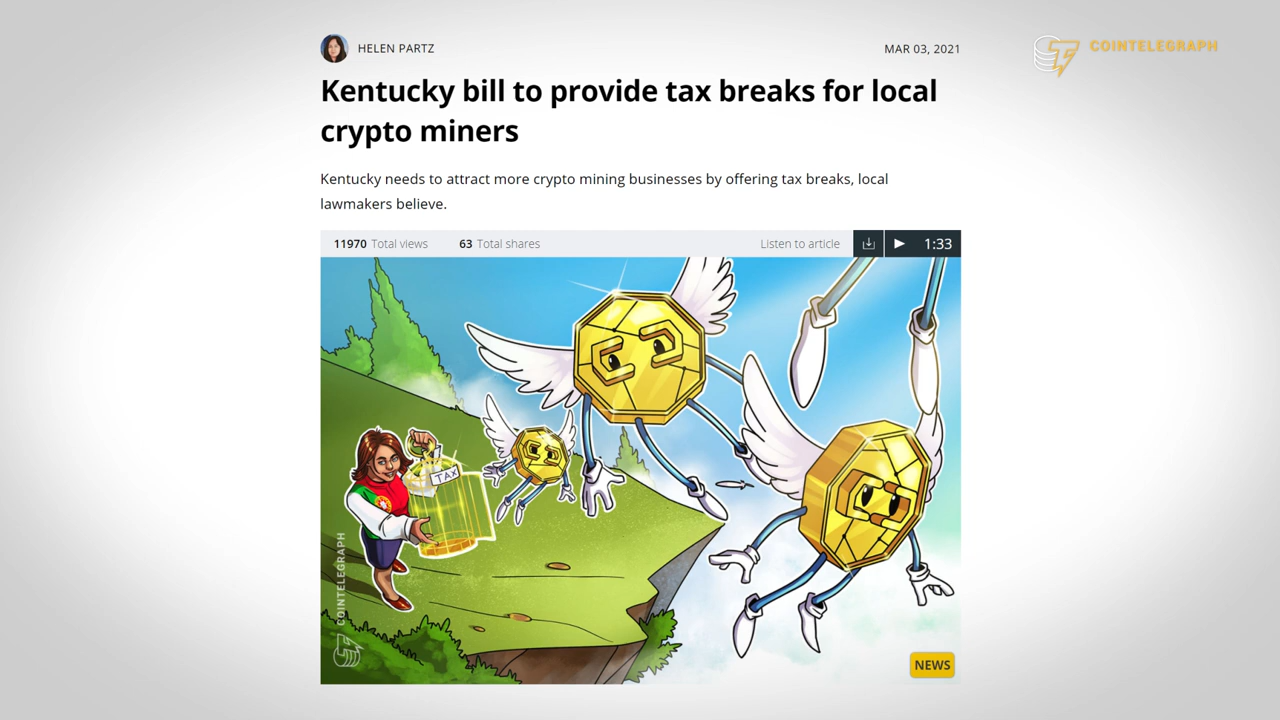 HELEN PARTZ
MAR 03, 2021
COINTELEGRAPH
Kentucky bill to provide tax breaks for local
crypto miners
Kentucky needs to attract more crypto mining businesses by offering tax breaks, local
lawmakers believe.
11970 Total views 63 Total shares
Listen to article
1:33
TAX
COINTELEGRAPH
NEWS